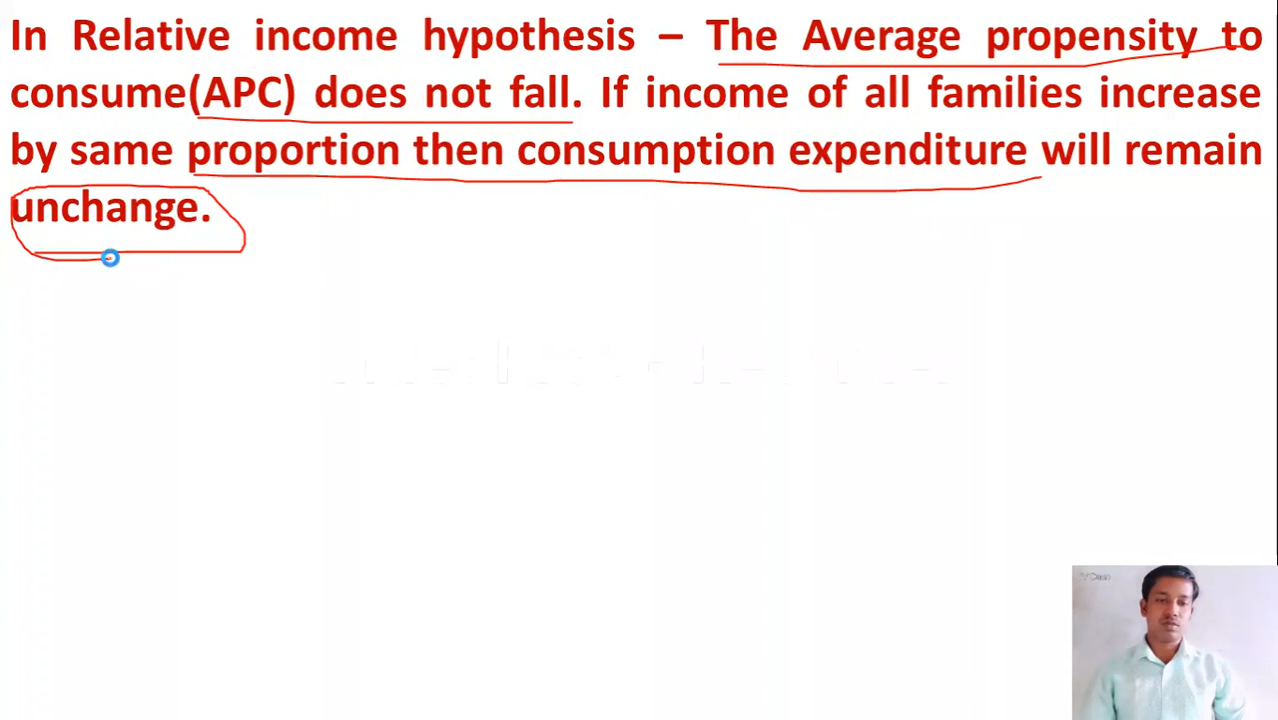 In Relative income hypothesis – The Average propensity to
consume(APC) does not fall. If income of all families increase
by same proportion then consumption expenditure will remain
unchange.